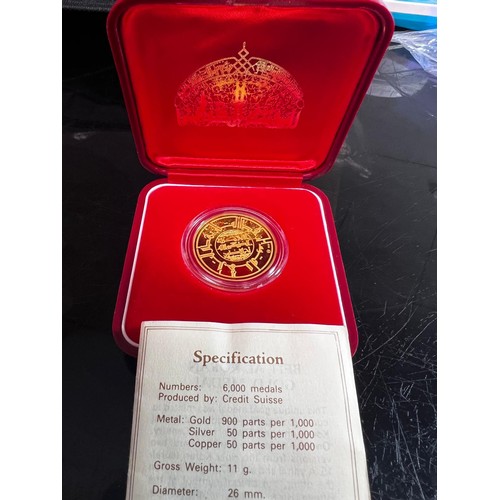 Specification
Numbers: 6,000 medals
Produced by: Credit Suisse
Metal: Gold 900 parts per 1,000
Silver 50 parts per 1,000
Copper 50 parts per 1,000
Gross Weight: 11 g.
Diameter: 26 mm.